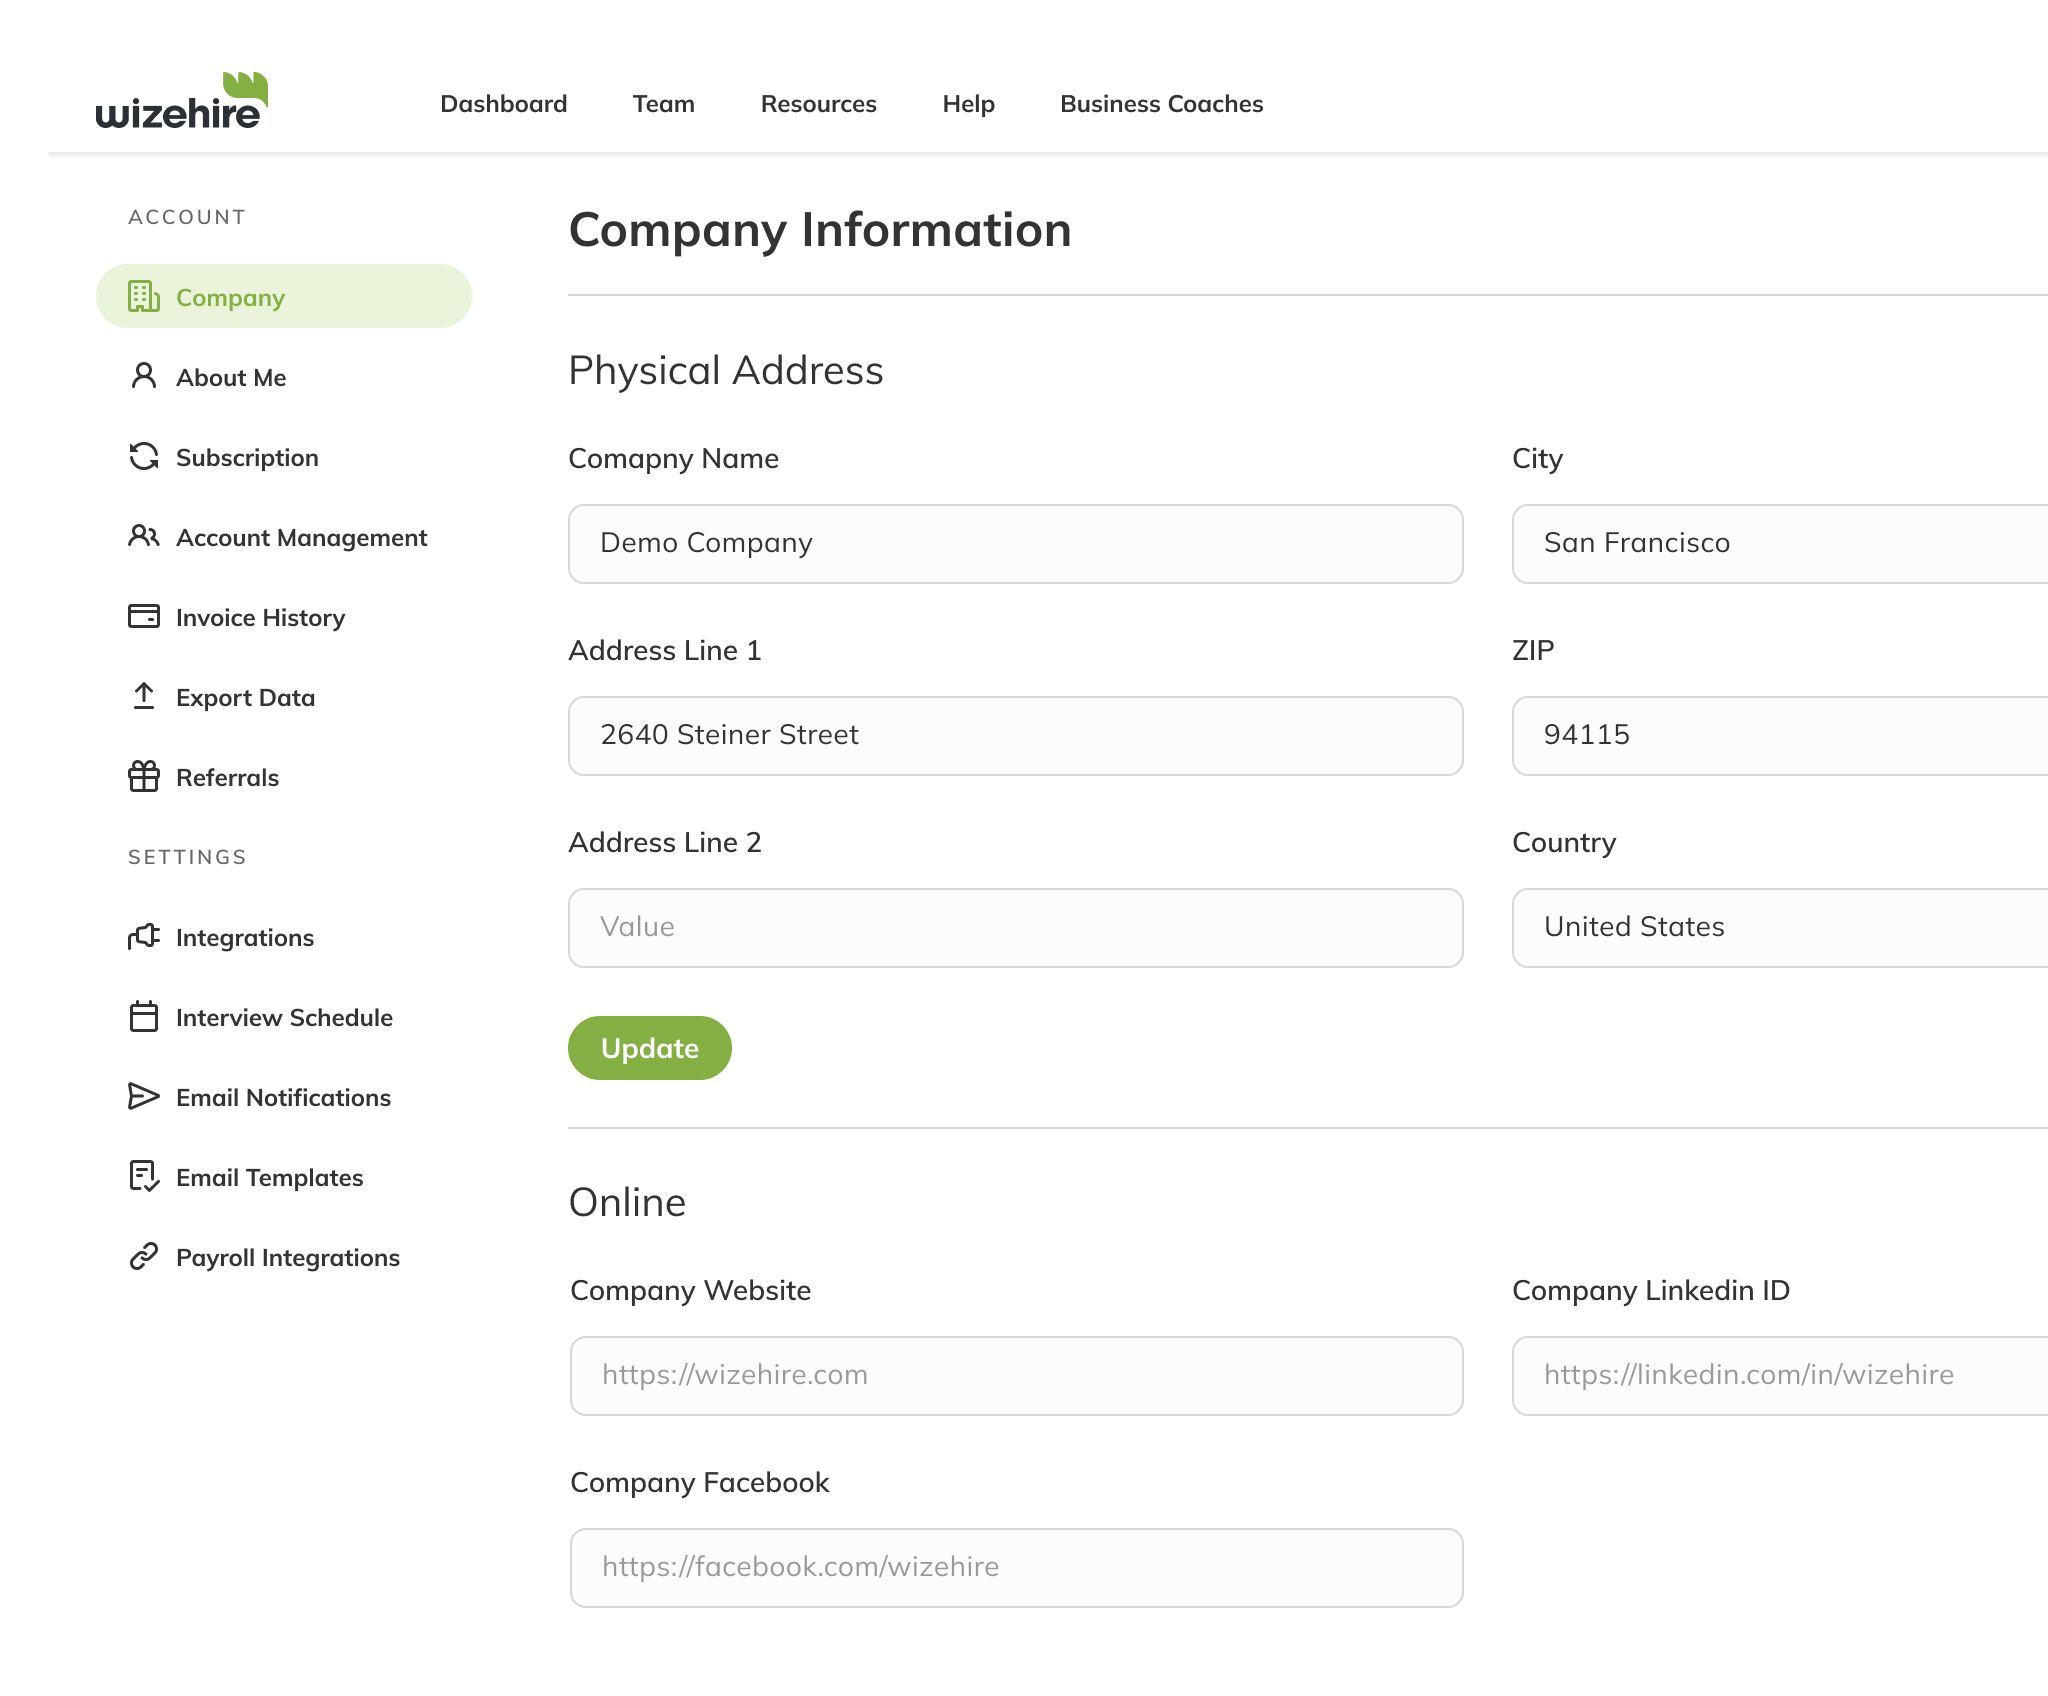 wizehire
Dashboard Team Resources Help Business Coaches
ACCOUNT
Company
About Me
Subscription
Account Management
Invoice History
Export Data
Referrals
SETTINGS
Integrations
Interview Schedule
Email Notifications
Email Templates
Payroll Integrations
Company Information
Physical Address
Comapny Name City
Demo Company San Francisco
Address Line 1 ZIP
2640 Steiner Street 94115
Address Line 2 Country
Value United States
Update
Online
Company Website Company Linkedin ID
https://wizehire.com https://linkedin.com/in/wizehire
Company Facebook
https://facebook.com/wizehire